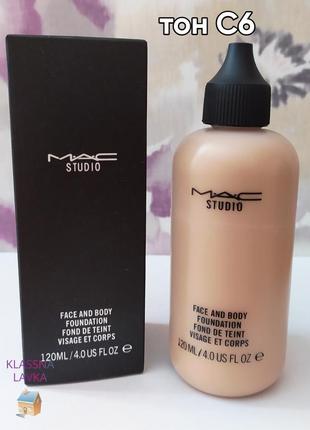 тон C6
MAC
STUDIO
FACE AND BODY
FOUNDATION
FOND DE TEINT
VISAGE ET CORPS
120ML / 4.0 US FL OZ e
MAC
STUDIO
FACE AND BODY
FOUNDATION
FOND DE TEINT
VISAGE ET CORPS
120 ML / 4.0 US FL OZ e
KLASSNA
LAVKA